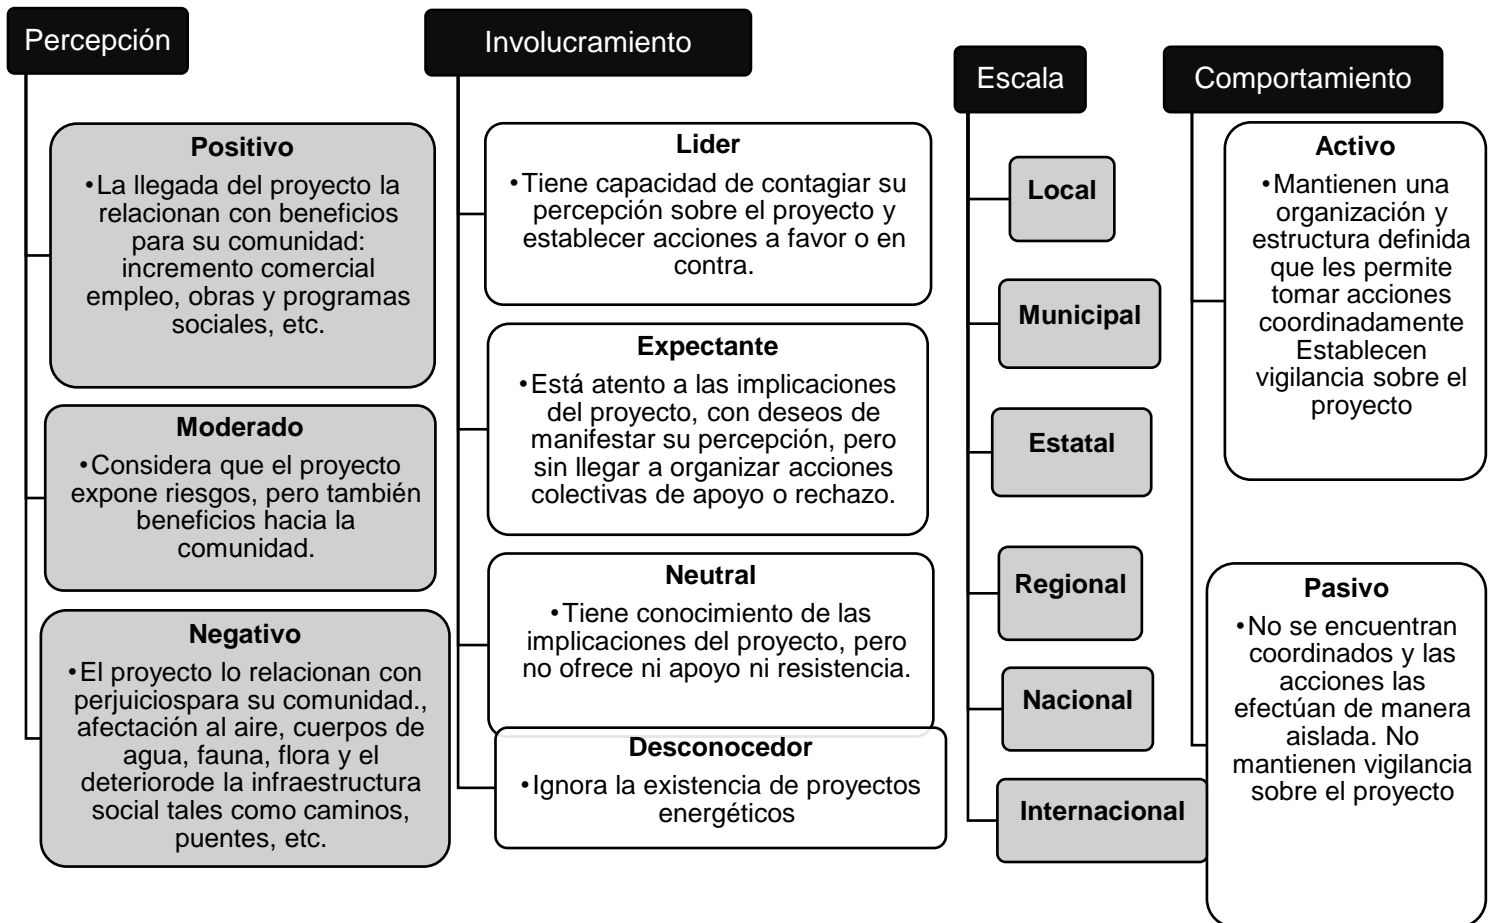 Percepción
Positivo
•La llegada del proyecto la
relacionan con beneficios
para su comunidad:
incremento comercial
empleo, obras y programas
sociales, etc.
Moderado
•Considera que el proyecto
expone riesgos, pero también
beneficios hacia la
comunidad.
Negativo
•El proyecto lo relacionan con
perjuiciospara su comunidad.,
afectación al aire, cuerpos de
agua, fauna, flora y el
deteriorode la infraestructura
social tales como caminos,
puentes, etc.
Involucramiento
Lider
•Tiene capacidad de contagiar su
percepción sobre el proyecto y
establecer acciones a favor o en
contra.
Expectante
•Está atento a las implicaciones
del proyecto, con deseos de
manifestar su percepción, pero
sin llegar a organizar acciones
colectivas de apoyo o rechazo.
Neutral
•Tiene conocimiento de las
implicaciones del proyecto, pero
no ofrece ni apoyo ni resistencia.
Desconocedor
•Ignora la existencia de proyectos
energéticos
Escala
Local
Municipal
Estatal
Regional
Nacional
Internacional
Comportamiento
Activo
•Mantienen una
organización y
estructura definida
que les permite
tomar acciones
coordinadamente
Establecen
vigilancia sobre el
proyecto
Pasivo
•No se encuentran
coordinados y las
acciones las
efectúan de manera
aislada. No
mantienen vigilancia
sobre el proyecto